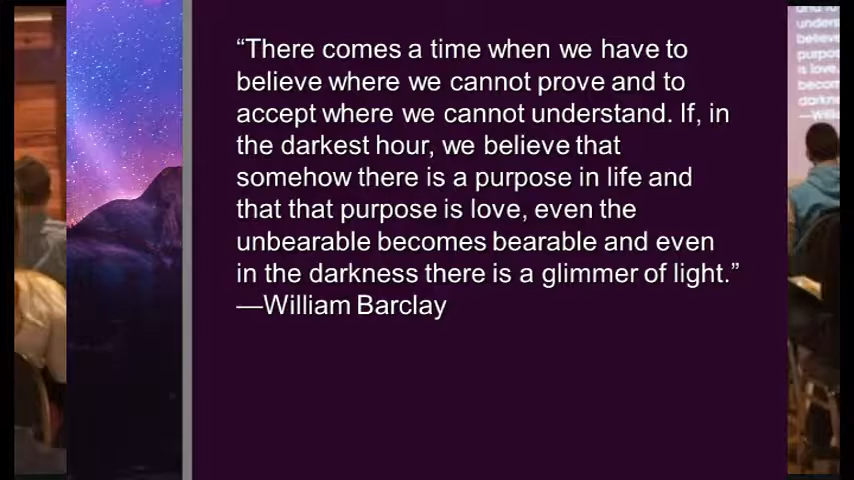 “There comes a time when we have to
believe where we cannot prove and to
accept where we cannot understand. If, in
the darkest hour, we believe that
somehow there is a purpose in life and
that that purpose is love, even the
unbearable becomes bearable and even
in the darkness there is a glimmer of light.”
—William Barclay